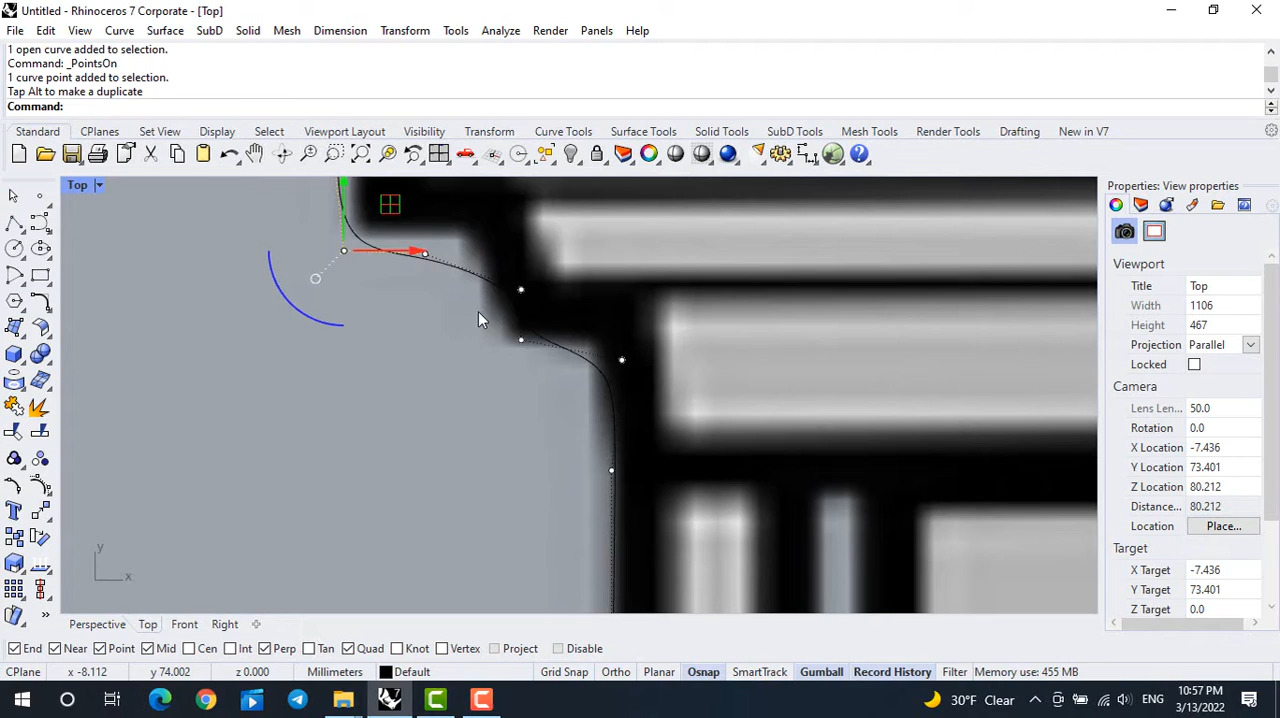 Untitled - Rhinoceros 7 Corporate - [Top]
File Edit View Curve Surface SubD Solid Mesh Dimension Transform Tools Analyze Render Panels Help
1 open curve added to selection.
Command: _PointsOn
1 curve point added to selection.
Tap Alt to make a duplicate
Command:
Standard CPlanes Set View Display Select Viewport Layout Visibility Transform Curve Tools Surface Tools Solid Tools SubD Tools Mesh Tools Render Tools Drafting New in V7
Top
Properties: View properties
Viewport
Title Top
Width 1106
Height 467
Projection Parallel
Locked
Camera
Lens Len... 50.0
Rotation 0.0
X Location -7.436
Y Location 73.401
Z Location 80.212
Distance... 80.212
Location Place...
Target
X Target -7.436
Y Target 73.401
Z Target 0.0
y
x
Perspective Top Front Right
End Near Point Mid Cen Int Perp Tan Quad Knot Vertex Project Disable
CPlane x -8.112 y 74.002 z 0.000 Millimeters Default Grid Snap Ortho Planar Osnap SmartTrack Gumball Record History Filter Memory use: 455 MB
30°F Clear ENG 10:57 PM
3/13/2022